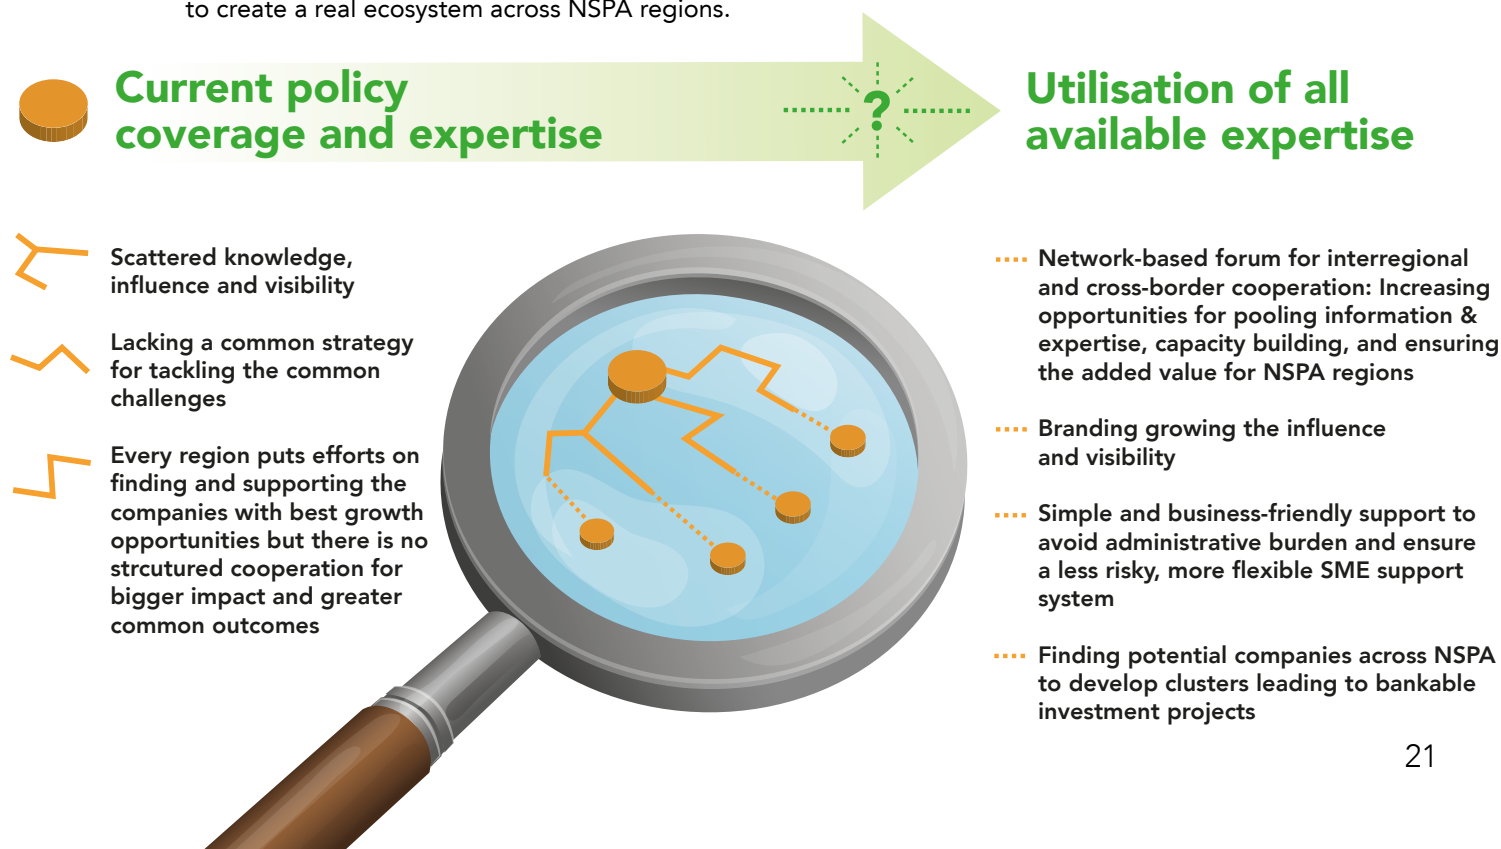 to create a real ecosystem across NSPA regions.
Current policy
coverage and expertise
?
Utilisation of all
available expertise
Scattered knowledge,
influence and visibility
Lacking a common strategy
for tackling the common
challenges
Every region puts efforts on
finding and supporting the
companies with best growth
opportunities but there is no
strcutured cooperation for
bigger impact and greater
common outcomes
Network-based forum for interregional
and cross-border cooperation: Increasing
opportunities for pooling information &
expertise, capacity building, and ensuring
the added value for NSPA regions
Branding growing the influence
and visibility
Simple and business-friendly support to
avoid administrative burden and ensure
a less risky, more flexible SME support
system
Finding potential companies across NSPA
to develop clusters leading to bankable
investment projects
21